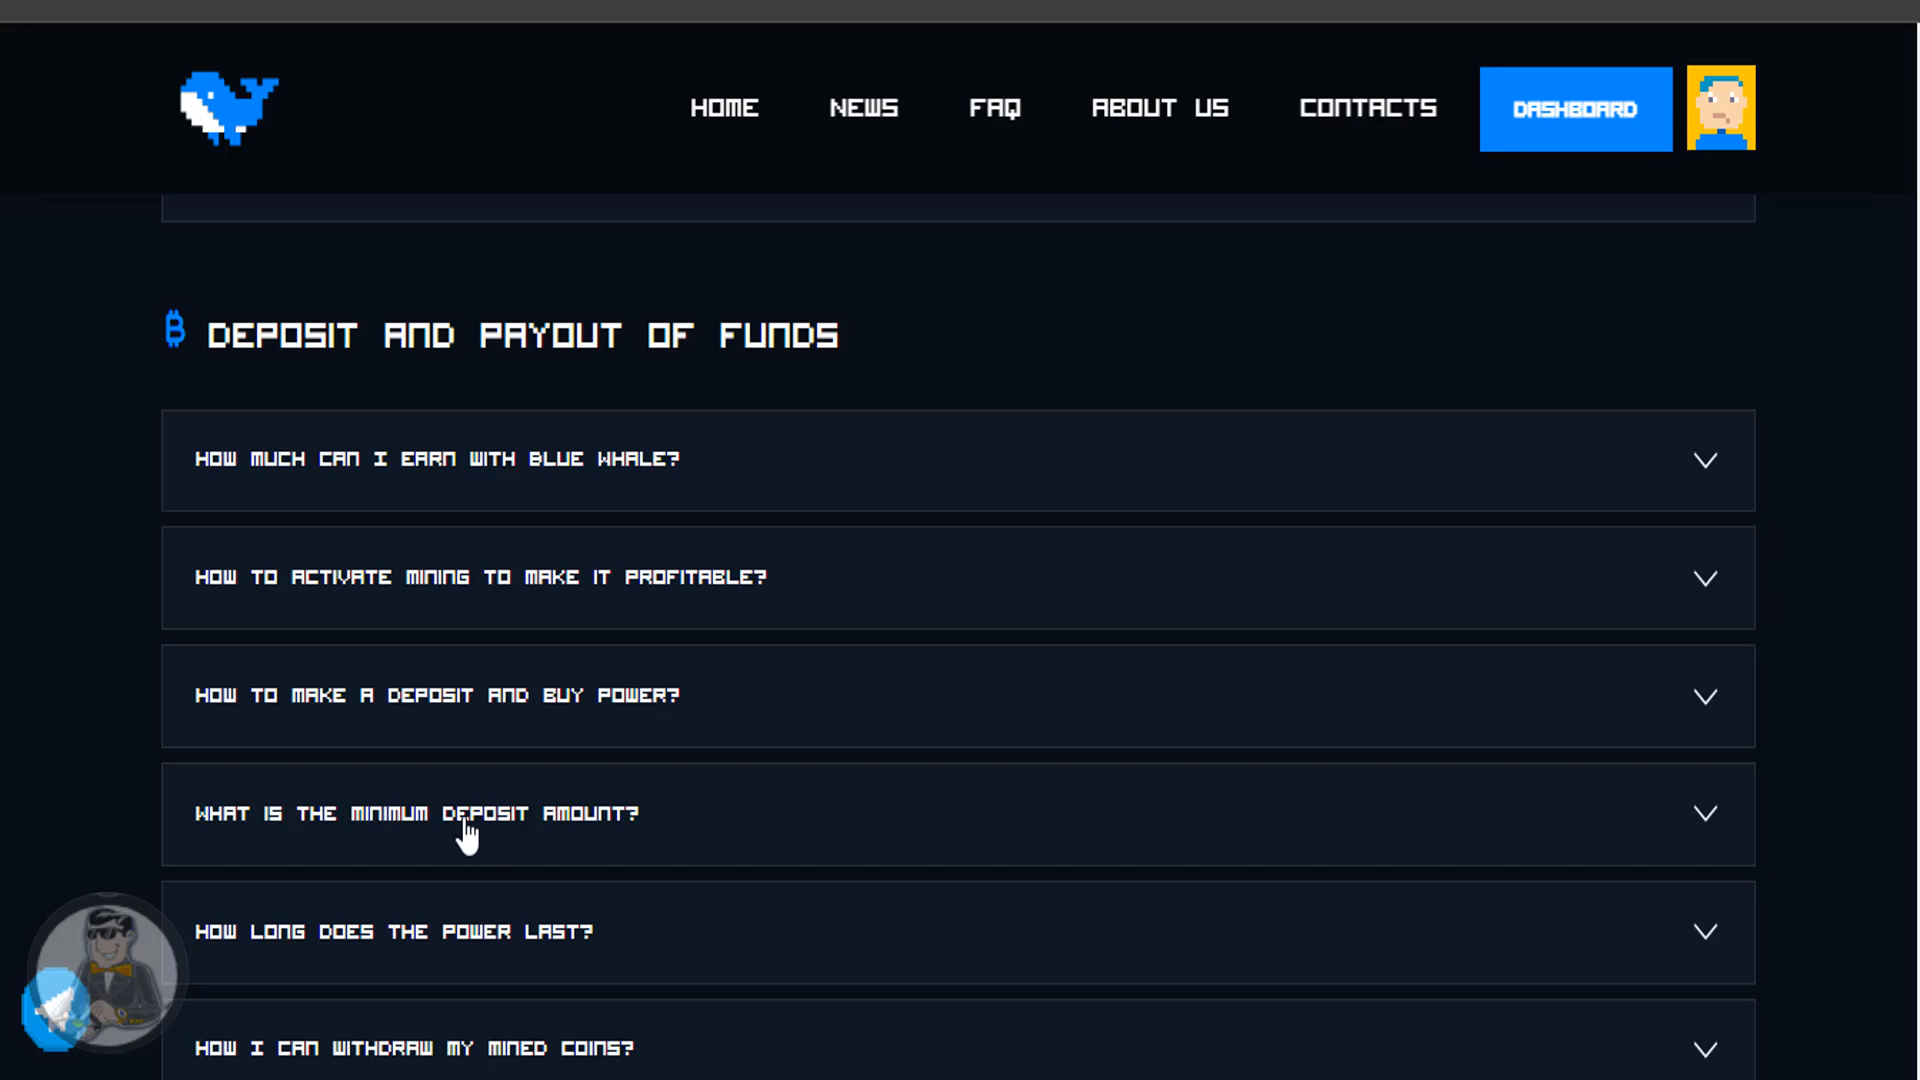 HOME NEWS FAQ ABOUT US CONTACTS DASHBOARD
DEPOSIT AND PAYOUT OF FUNDS
HOW MUCH CAN I EARN WITH BLUE WHALE?
HOW TO ACTIVATE MINING TO MAKE IT PROFITABLE?
HOW TO MAKE A DEPOSIT AND BUY POWER?
WHAT IS THE MINIMUM DEPOSIT AMOUNT?
HOW LONG DOES THE POWER LAST?
HOW I CAN WITHDRAW MY MINED COINS?